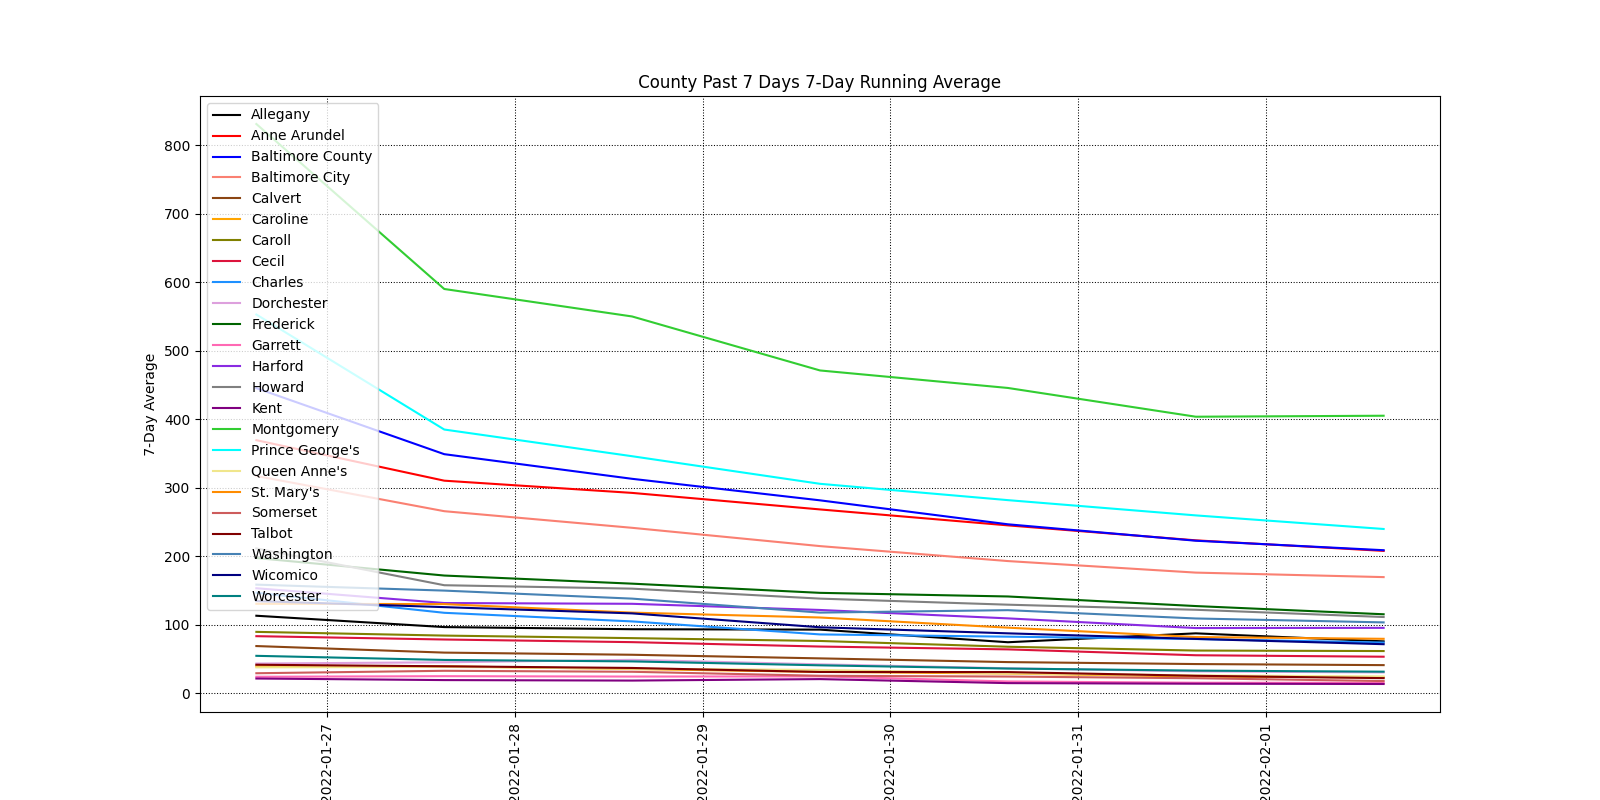 County Past 7 Days 7-Day Running Average
7-Day Average
800
700
600
500
400
300
200
100
0
Allegany
Anne Arundel
Baltimore County
Baltimore City
Calvert
Caroline
Caroll
Cecil
Charles
Dorchester
Frederick
Garrett
Harford
Howard
Kent
Montgomery
Prince George's
Queen Anne's
St. Mary's
Somerset
Talbot
Washington
Wicomico
Worcester
2022-01-27
2022-01-28
2022-01-29
2022-01-30
2022-01-31
2022-02-01